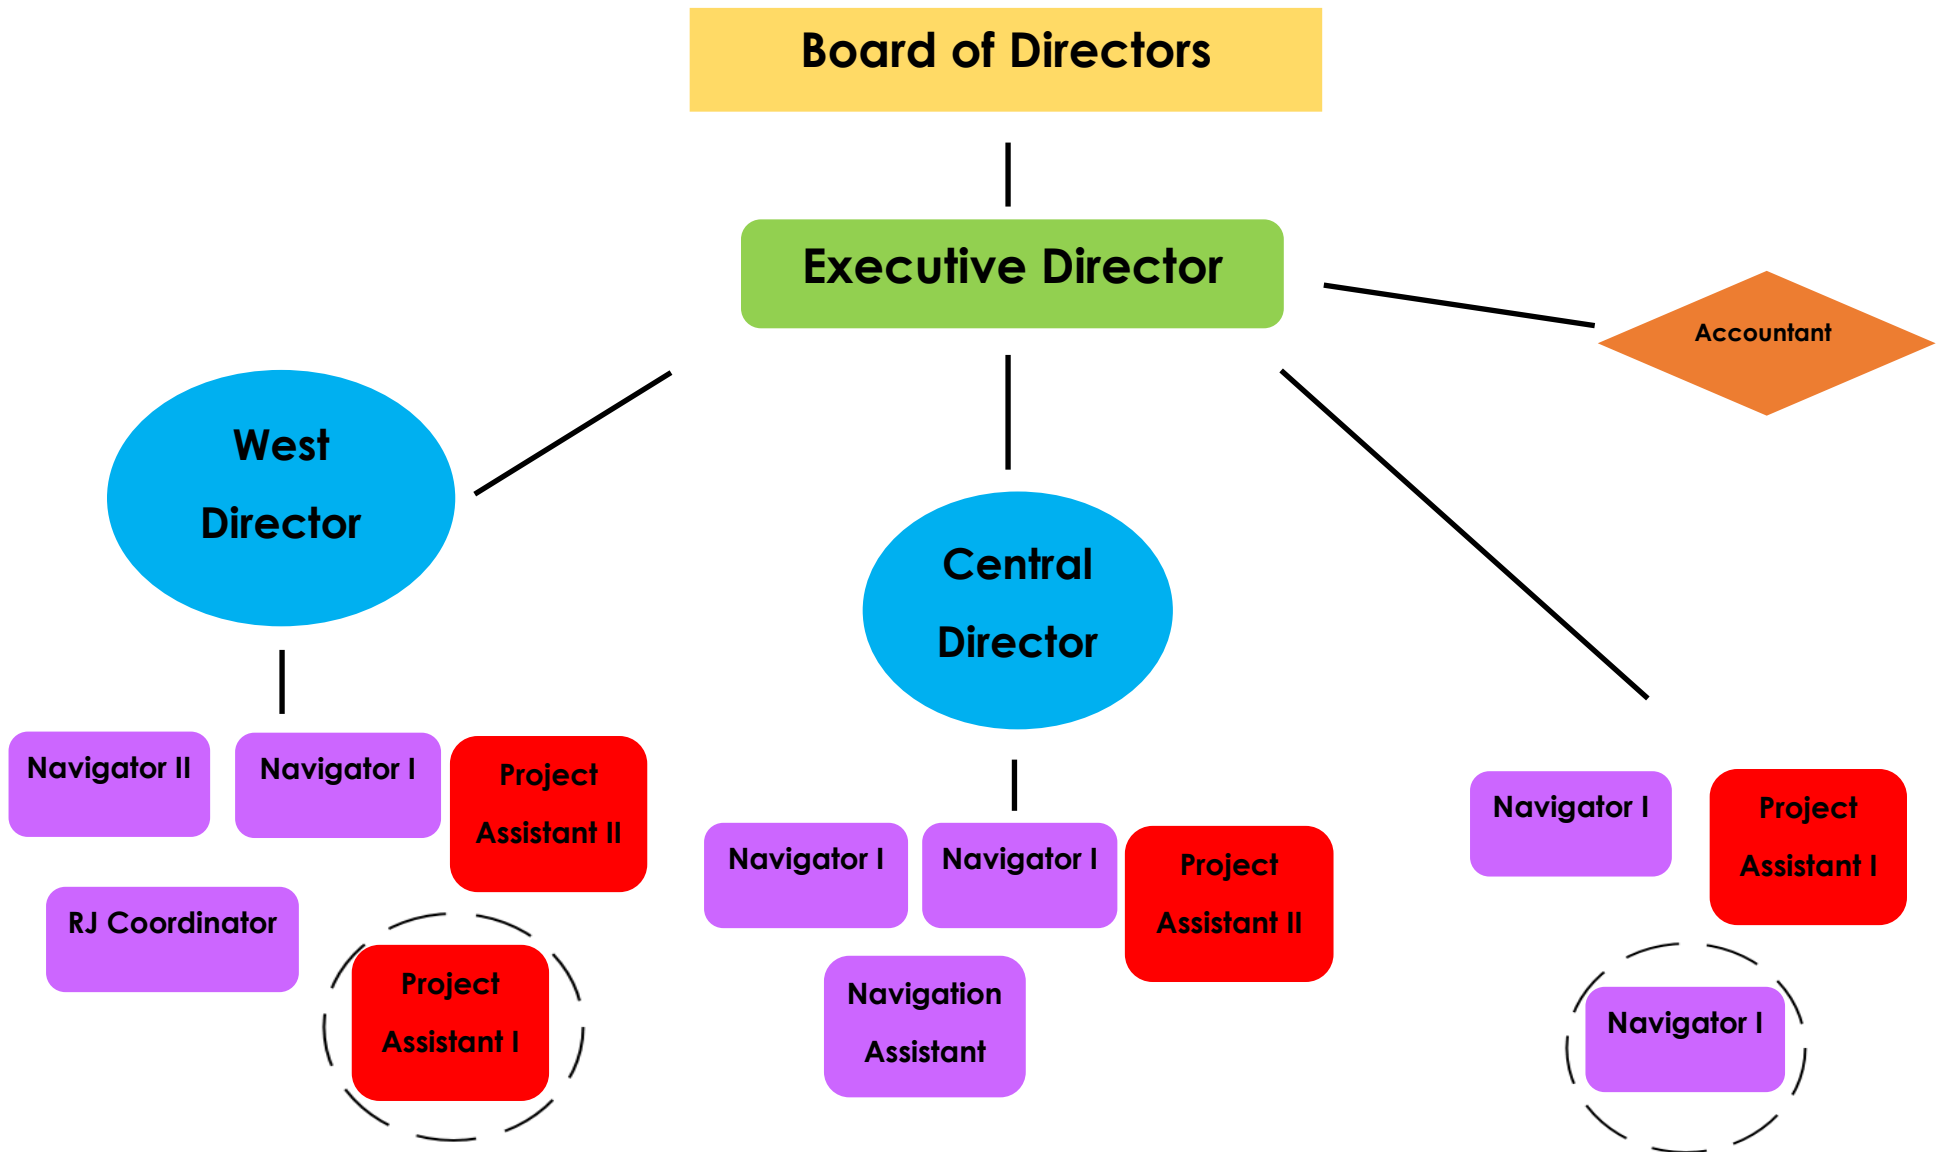 Board of Directors
Executive Director
Accountant
West
Director
Central
Director
Navigator II
Navigator I
Project
Assistant II
RJ Coordinator
Project
Assistant I
Navigator I
Navigator I
Project
Assistant II
Navigation
Assistant
Navigator I
Project
Assistant I
Navigator I